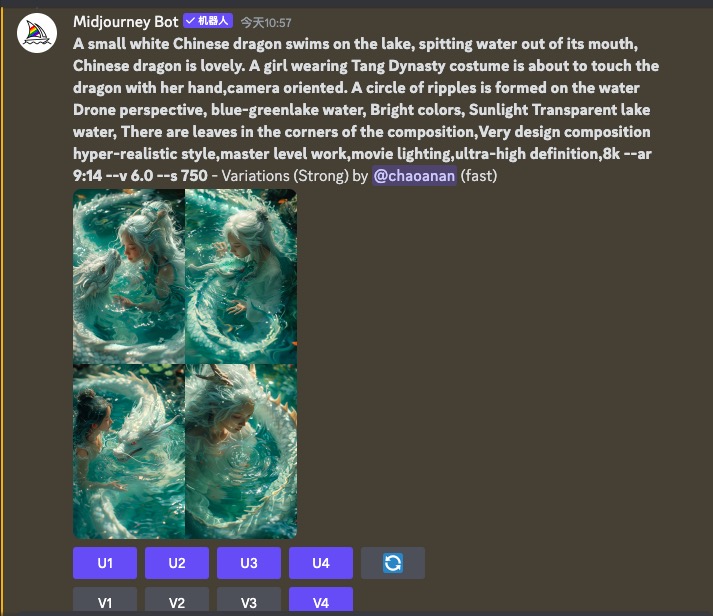 Midjourney Bot ✓ 机器人 今天10:57
A small white Chinese dragon swims on the lake, spitting water out of its mouth,
Chinese dragon is lovely. A girl wearing Tang Dynasty costume is about to touch the
dragon with her hand,camera oriented. A circle of ripples is formed on the water
Drone perspective, blue-greenlake water, Bright colors, Sunlight Transparent lake
water, There are leaves in the corners of the composition,Very design composition
hyper-realistic style,master level work,movie lighting,ultra-high definition,8k --ar
9:14 --v 6.0 --s 750 - Variations (Strong) by @chaoanan (fast)
U1 U2 U3 U4
V1 V2 V3 V4